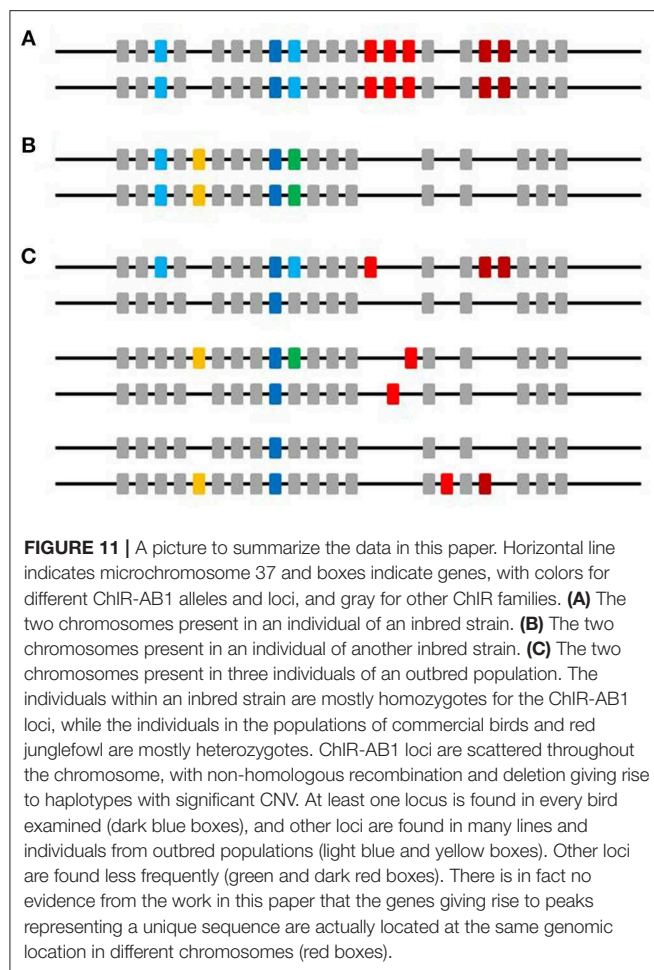 A
B
C
FIGURE 11 | A picture to summarize the data in this paper. Horizontal line
indicates microchromosome 37 and boxes indicate genes, with colors for
different ChIR-AB1 alleles and loci, and gray for other ChIR families. (A) The
two chromosomes present in an individual of an inbred strain. (B) The two
chromosomes present in an individual of another inbred strain. (C) The two
chromosomes present in three individuals of an outbred population. The
individuals within an inbred strain are mostly homozygotes for the ChIR-AB1
loci, while the individuals in the populations of commercial birds and red
junglefowl are mostly heterozygotes. ChIR-AB1 loci are scattered throughout
the chromosome, with non-homologous recombination and deletion giving rise
to haplotypes with significant CNV. At least one locus is found in every bird
examined (dark blue boxes), and other loci are found in many lines and
individuals from outbred populations (light blue and yellow boxes). Other loci
are found less frequently (green and dark red boxes). There is in fact no
evidence from the work in this paper that the genes giving rise to peaks
representing a unique sequence are actually located at the same genomic
location in different chromosomes (red boxes).